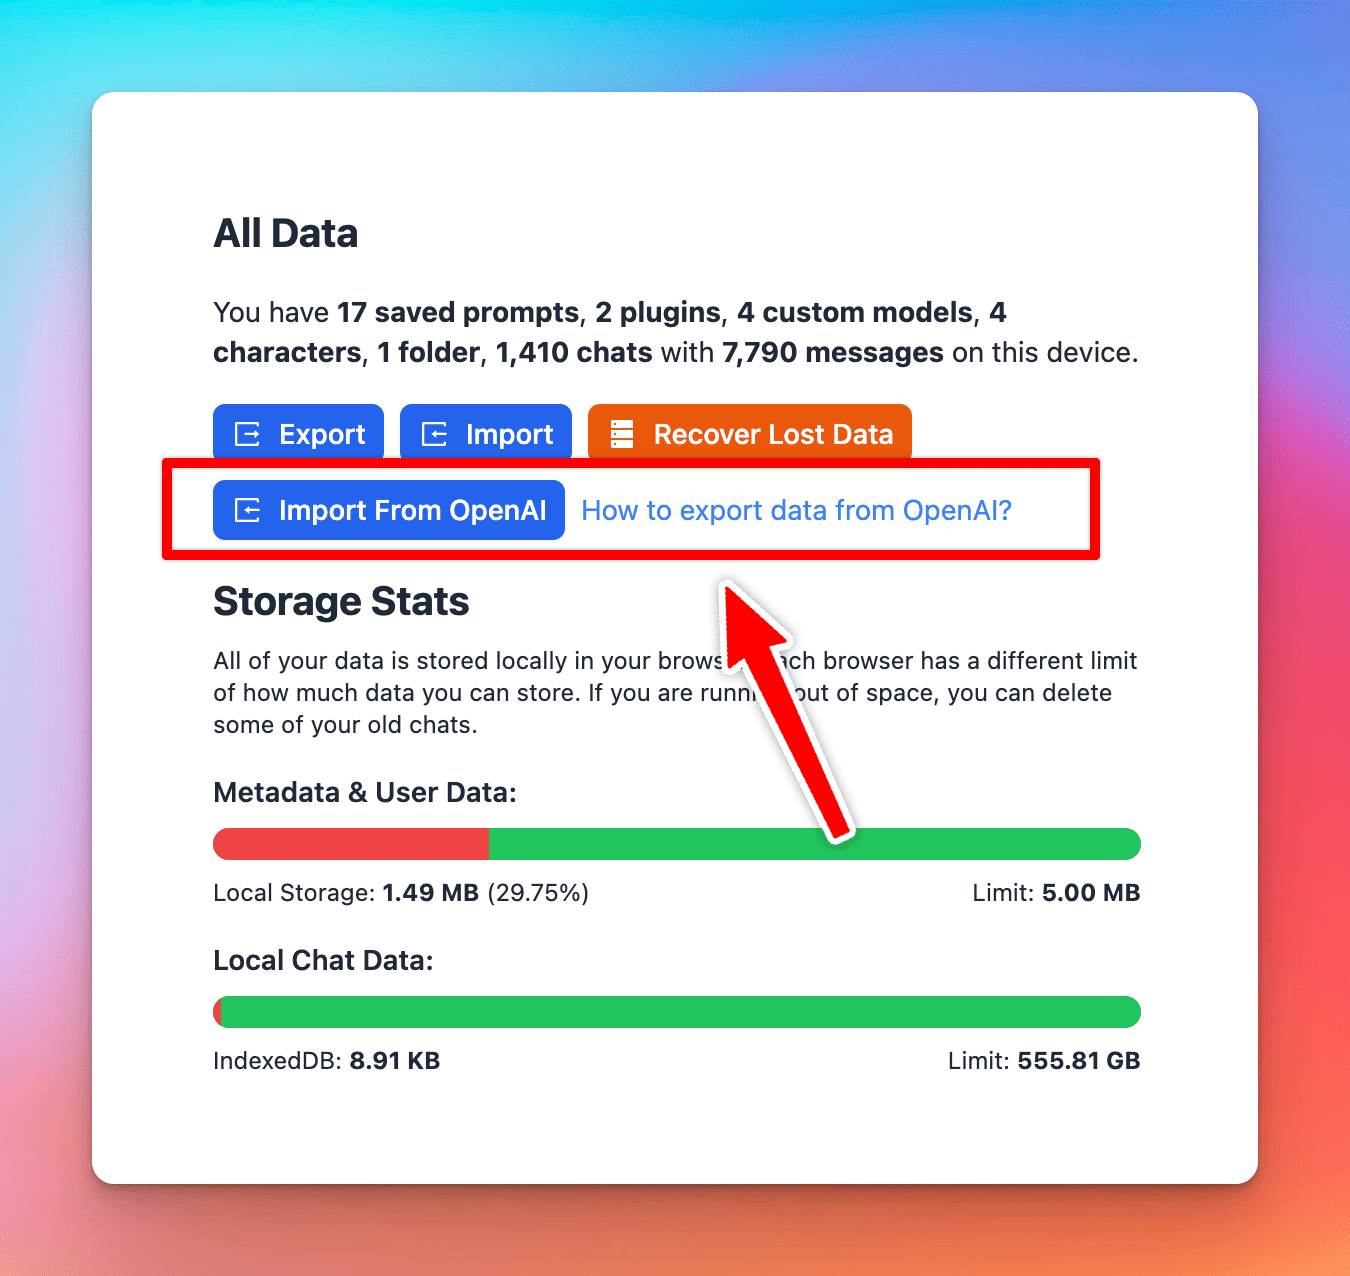 All Data
You have 17 saved prompts, 2 plugins, 4 custom models, 4
characters, 1 folder, 1,410 chats with 7,790 messages on this device.
Export Import Recover Lost Data
Import From OpenAI How to export data from OpenAI?
Storage Stats
All of your data is stored locally in your brows ach browser has a different limit
of how much data you can store. If you are runni out of space, you can delete
some of your old chats.
Metadata & User Data:
Local Storage: 1.49 MB (29.75%) Limit: 5.00 MB
Local Chat Data:
IndexedDB: 8.91 KB Limit: 555.81 GB